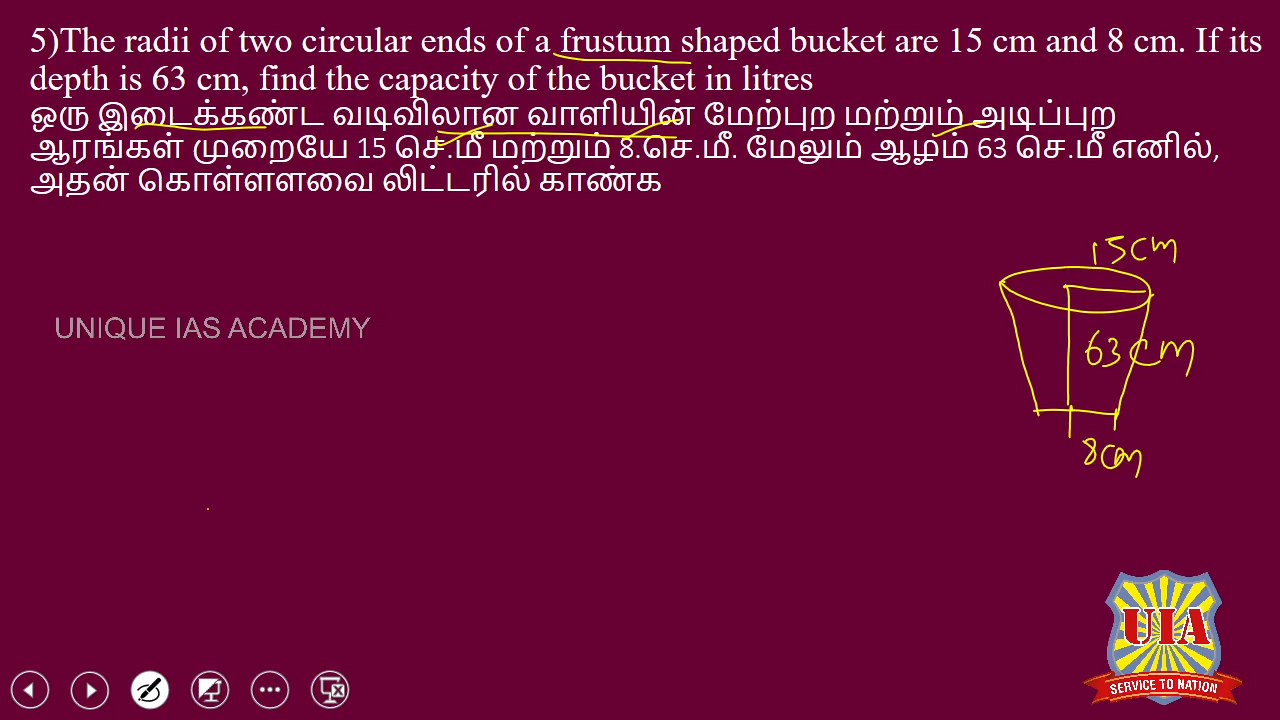 5)The radii of two circular ends of a frustum shaped bucket are 15 cm and 8 cm. If its
depth is 63 cm, find the capacity of the bucket in litres
ஒரு இடைக்கண்ட வடிவிலான வாளியின் மேற்புற மற்றும் அடிப்புற
ஆரங்கள் முறையே 15 செ.மீ மற்றும் 8.செ.மீ. மேலும் ஆழம் 63 செ.மீ எனில்,
அதன் கொள்ளளவை லிட்டரில் காண்க
15cm
UNIQUE IAS ACADEMY
63 cm
8cm
UIA
SERVICE TO NATION